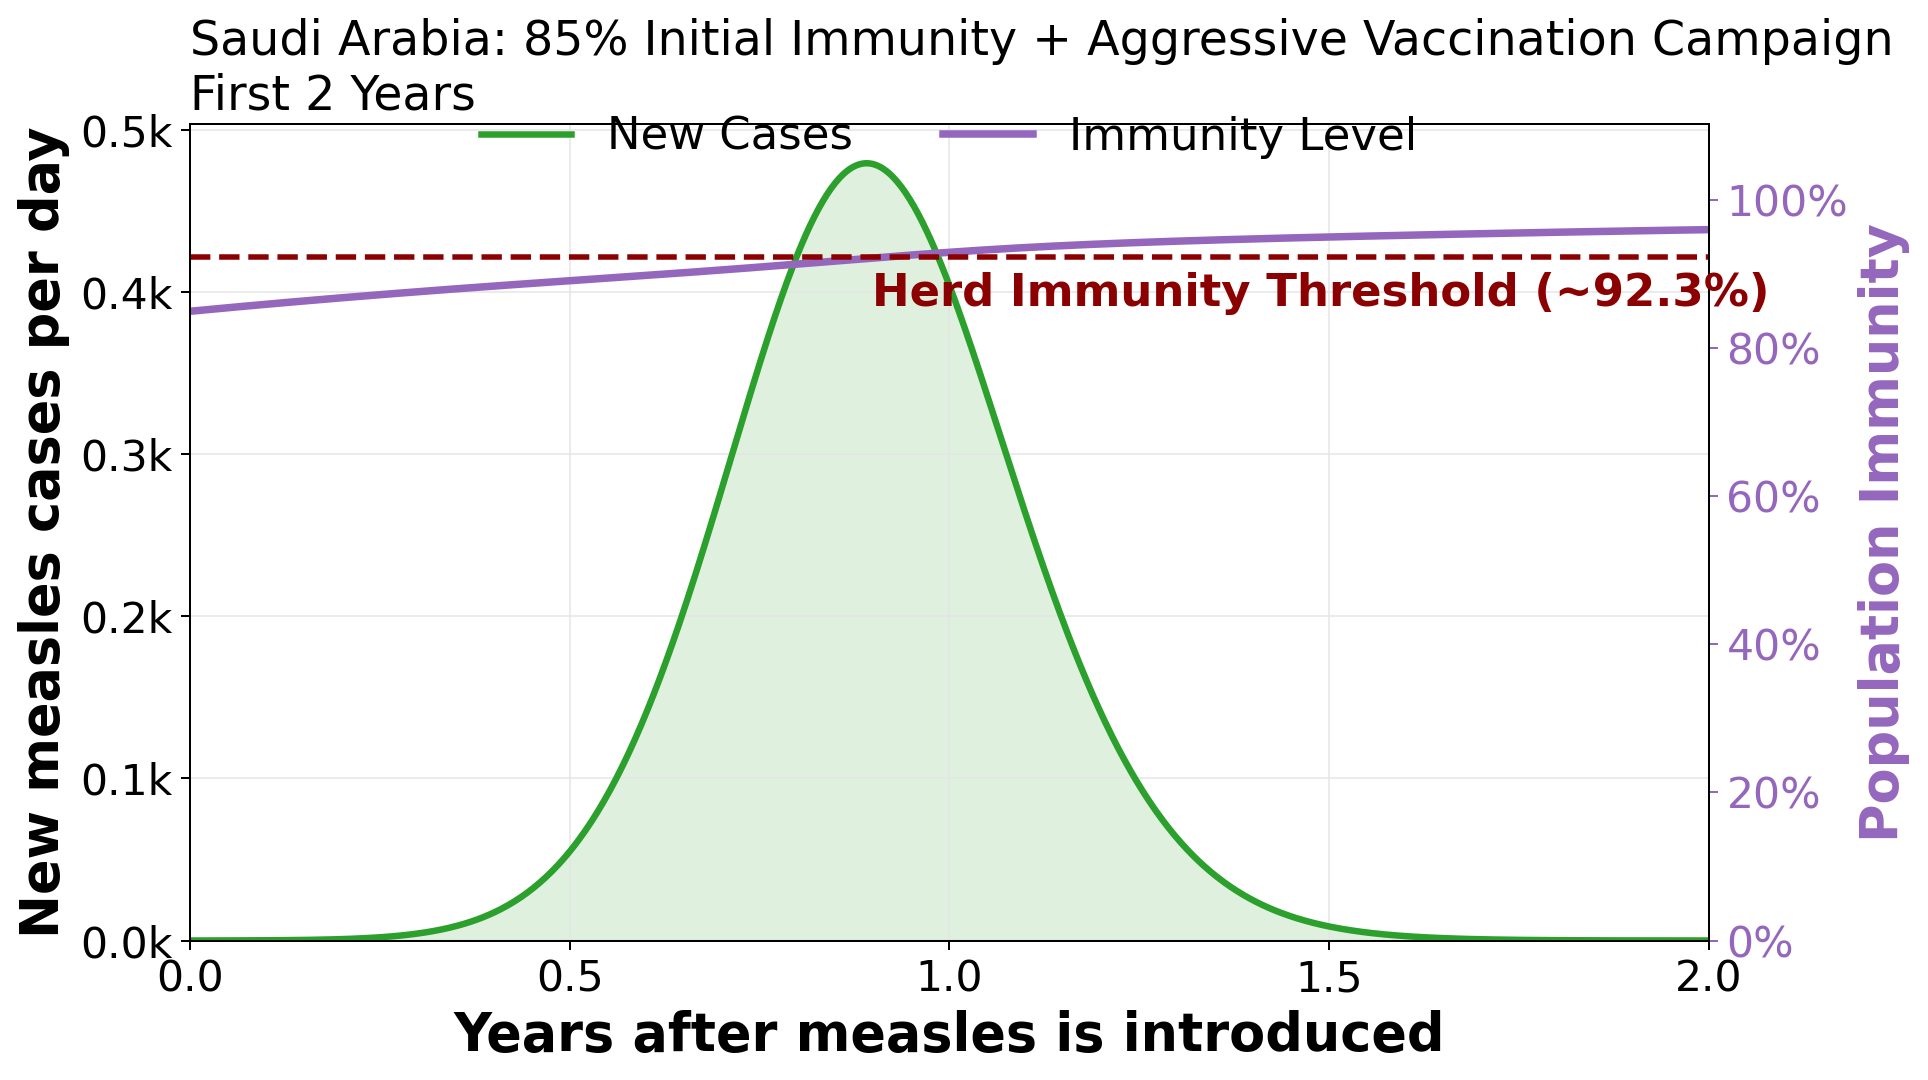 Saudi Arabia: 85% Initial Immunity + Aggressive Vaccination Campaign
First 2 Years
New Cases
Immunity Level
New measles cases per day
0.5k
0.4k
0.3k
0.2k
0.1k
0.0k
Herd Immunity Threshold (~92.3%)
100%
80%
60%
40%
20%
0%
Population Immunity
0.0
0.5
1.0
1.5
2.0
Years after measles is introduced